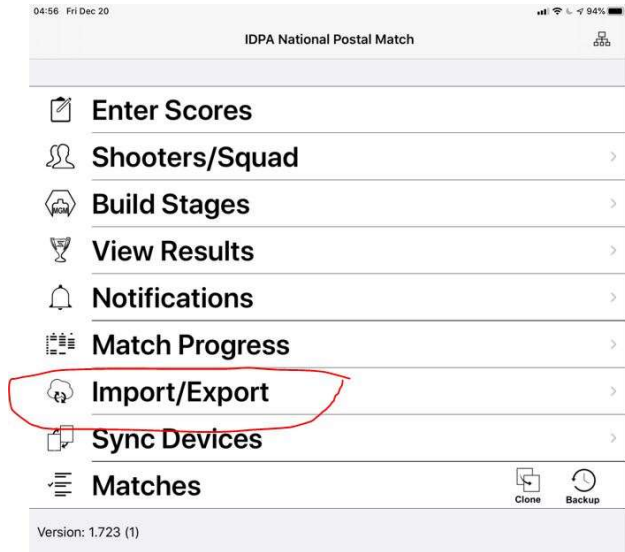 04:56 Fri Dec 20
94%
IDPA National Postal Match
Enter Scores
Shooters/Squad
MGM
Build Stages
View Results
Notifications
Match Progress
Import/Export
Sync Devices
Matches
Clone
Backup
Version: 1.723 (1)